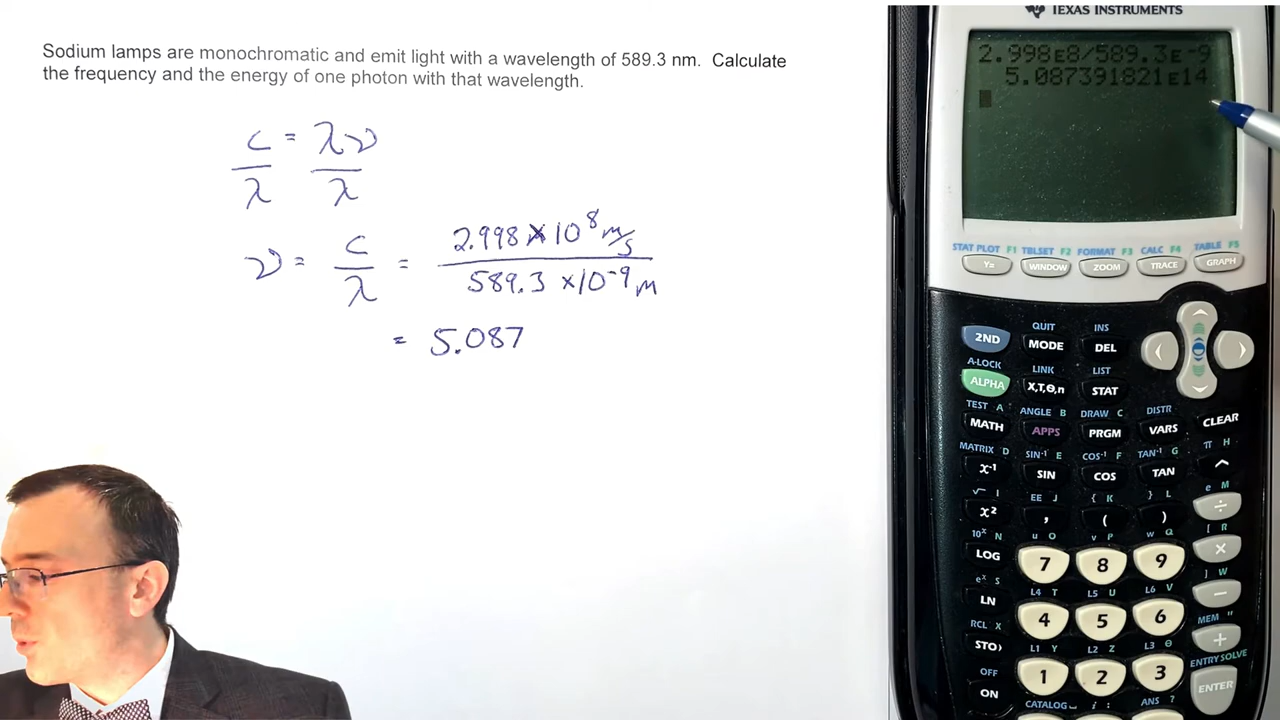 Sodium lamps are monochromatic and emit light with a wavelength of 589.3 nm. Calculate
the frequency and the energy of one photon with that wavelength.
c/λ = λν/λ
ν = c/λ = 2.998 × 10⁸ m/s / 589.3 × 10⁻⁹ m
= 5.087
TEXAS INSTRUMENTS
2.998E8/589.3E-9
5.087391821E14
STAT PLOT F1 TBLSET F2 FORMAT F3 CALC F4 TABLE F5
Y= WINDOW ZOOM TRACE GRAPH
QUIT INS
2ND MODE DEL
A-LOCK LINK LIST
ALPHA X,T,Θ,n STAT
TEST A ANGLE B DRAW C DISTR
MATH APPS PRGM VARS CLEAR
MATRIX D SIN⁻¹ E COS⁻¹ F TAN⁻¹ G π H
x⁻¹ SIN COS TAN ^
√ I EE J { K } L e M
x² , ( ) ÷
10ˣ N u O v P w Q [ R
LOG 7 8 9 ×
eˣ S L4 T L5 U L6 V ] W
LN 4 5 6 −
RCL X L1 Y L2 Z L3 Θ MEM "
STO› 1 2 3 +
OFF ENTRY SOLVE
ON CATALOG i : ANS ? ENTER